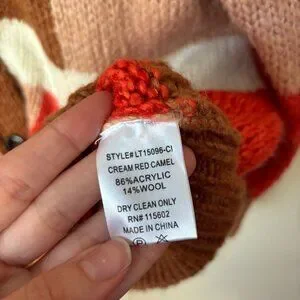 STYLE# LT15096-CI
CREAM RED CAMEL
86%ACRYLIC
14%WOOL
DRY CLEAN ONLY
RN# 115602
MADE IN CHINA
P